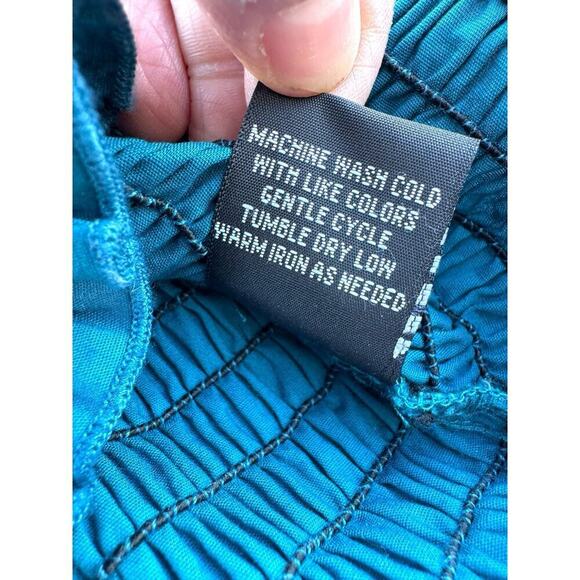 MACHINE WASH COLD
WITH LIKE COLORS
GENTLE CYCLE
TUMBLE DRY LOW
WARM IRON AS NEEDED